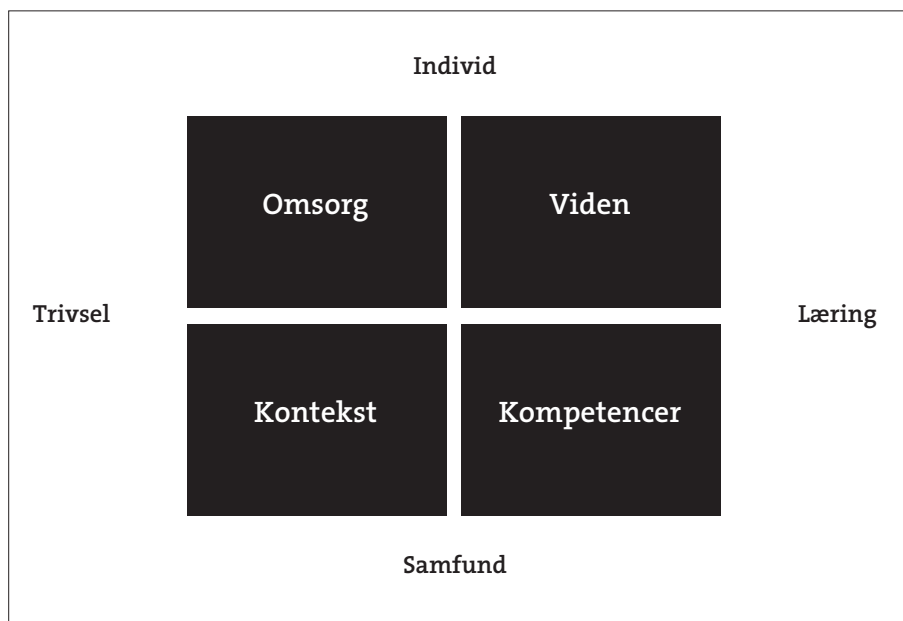 Individ
Omsorg Viden
Trivsel Læring
Kontekst Kompetencer
Samfund